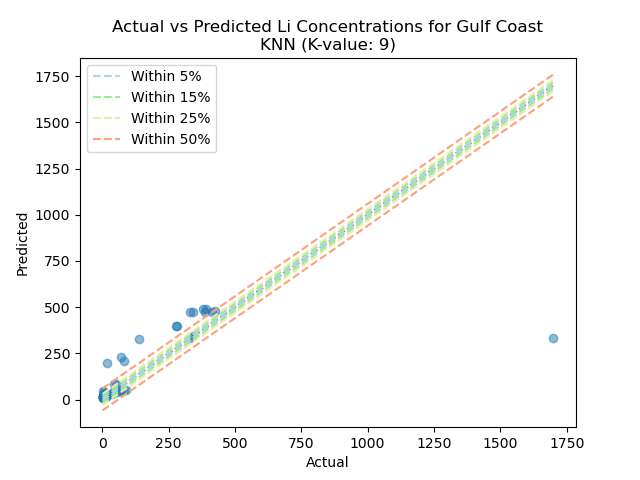 Actual vs Predicted Li Concentrations for Gulf Coast
KNN (K-value: 9)
Within 5%
Within 15%
Within 25%
Within 50%
1750
1500
1250
1000
750
500
250
0
Predicted
0
250
500
750
1000
1250
1500
1750
Actual